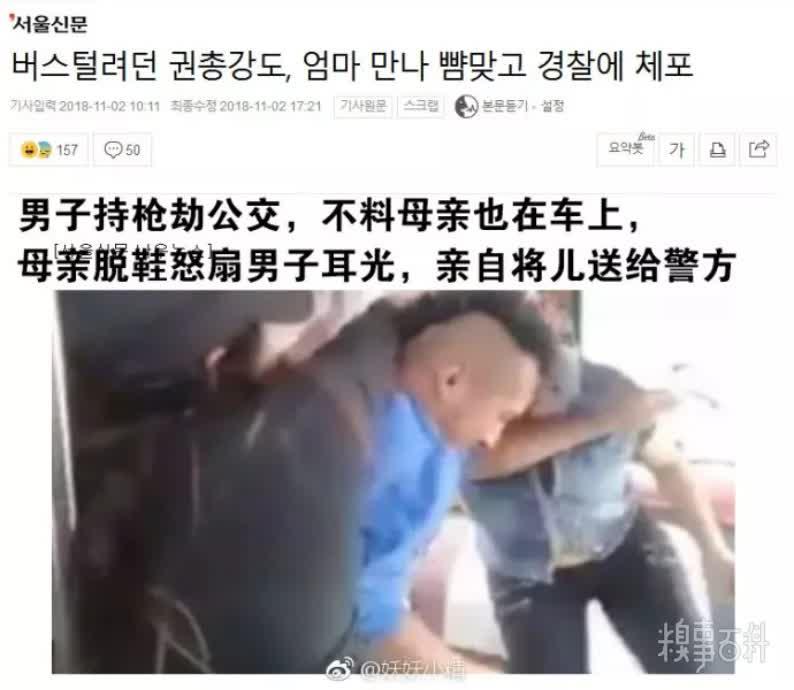 서울신문
버스털려던 권총강도, 엄마 만나 뺨맞고 경찰에 체포
기사입력 2018-11-02 10:11 최종수정 2018-11-02 17:21 기사원문 스크랩 본문듣기 · 설정
157 50 요약봇 Beta 가
男子持枪劫公交，不料母亲也在车上，
母亲脱鞋怒扇男子耳光，亲自将儿送给警方
糗事百科
@妖妖小精